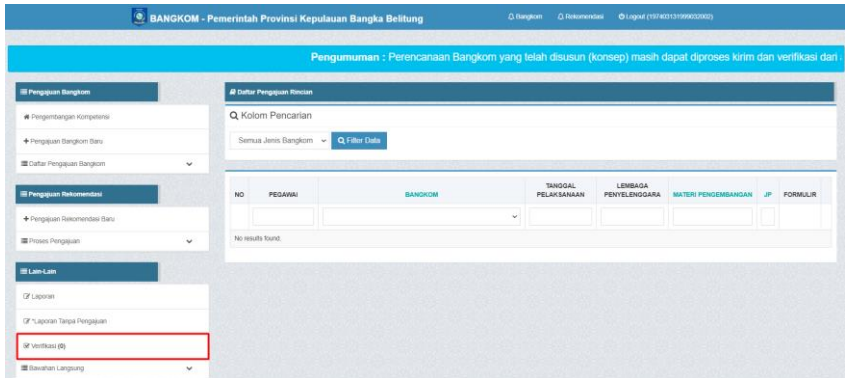 BANGKOM - Pemerintah Provinsi Kepulauan Bangka Belitung
Bangkom
Rekomendasi
Logout (197403131999032002)
Pengumuman : Perencanaan Bangkom yang telah disusun (konsep) masih dapat diproses kirim dan verifikasi dari
Pengajuan Bangkom
Pengembangan Kompetensi
+ Pengajuan Bangkom Baru
Daftar Pengajuan Bangkom
Pengajuan Rekomendasi
+ Pengajuan Rekomendasi Baru
Proses Pengajuan
Lain-Lain
Laporan
*Laporan Tanpa Pengajuan
Verifikasi (0)
Bawahan Langsung
Daftar Pengajuan Rincian
Kolom Pencarian
Semua Jenis Bangkom
Filter Data
NO PEGAWAI BANGKOM TANGGAL PELAKSANAAN LEMBAGA PENYELENGGARA MATERI PENGEMBANGAN JP FORMULIR
No results found.